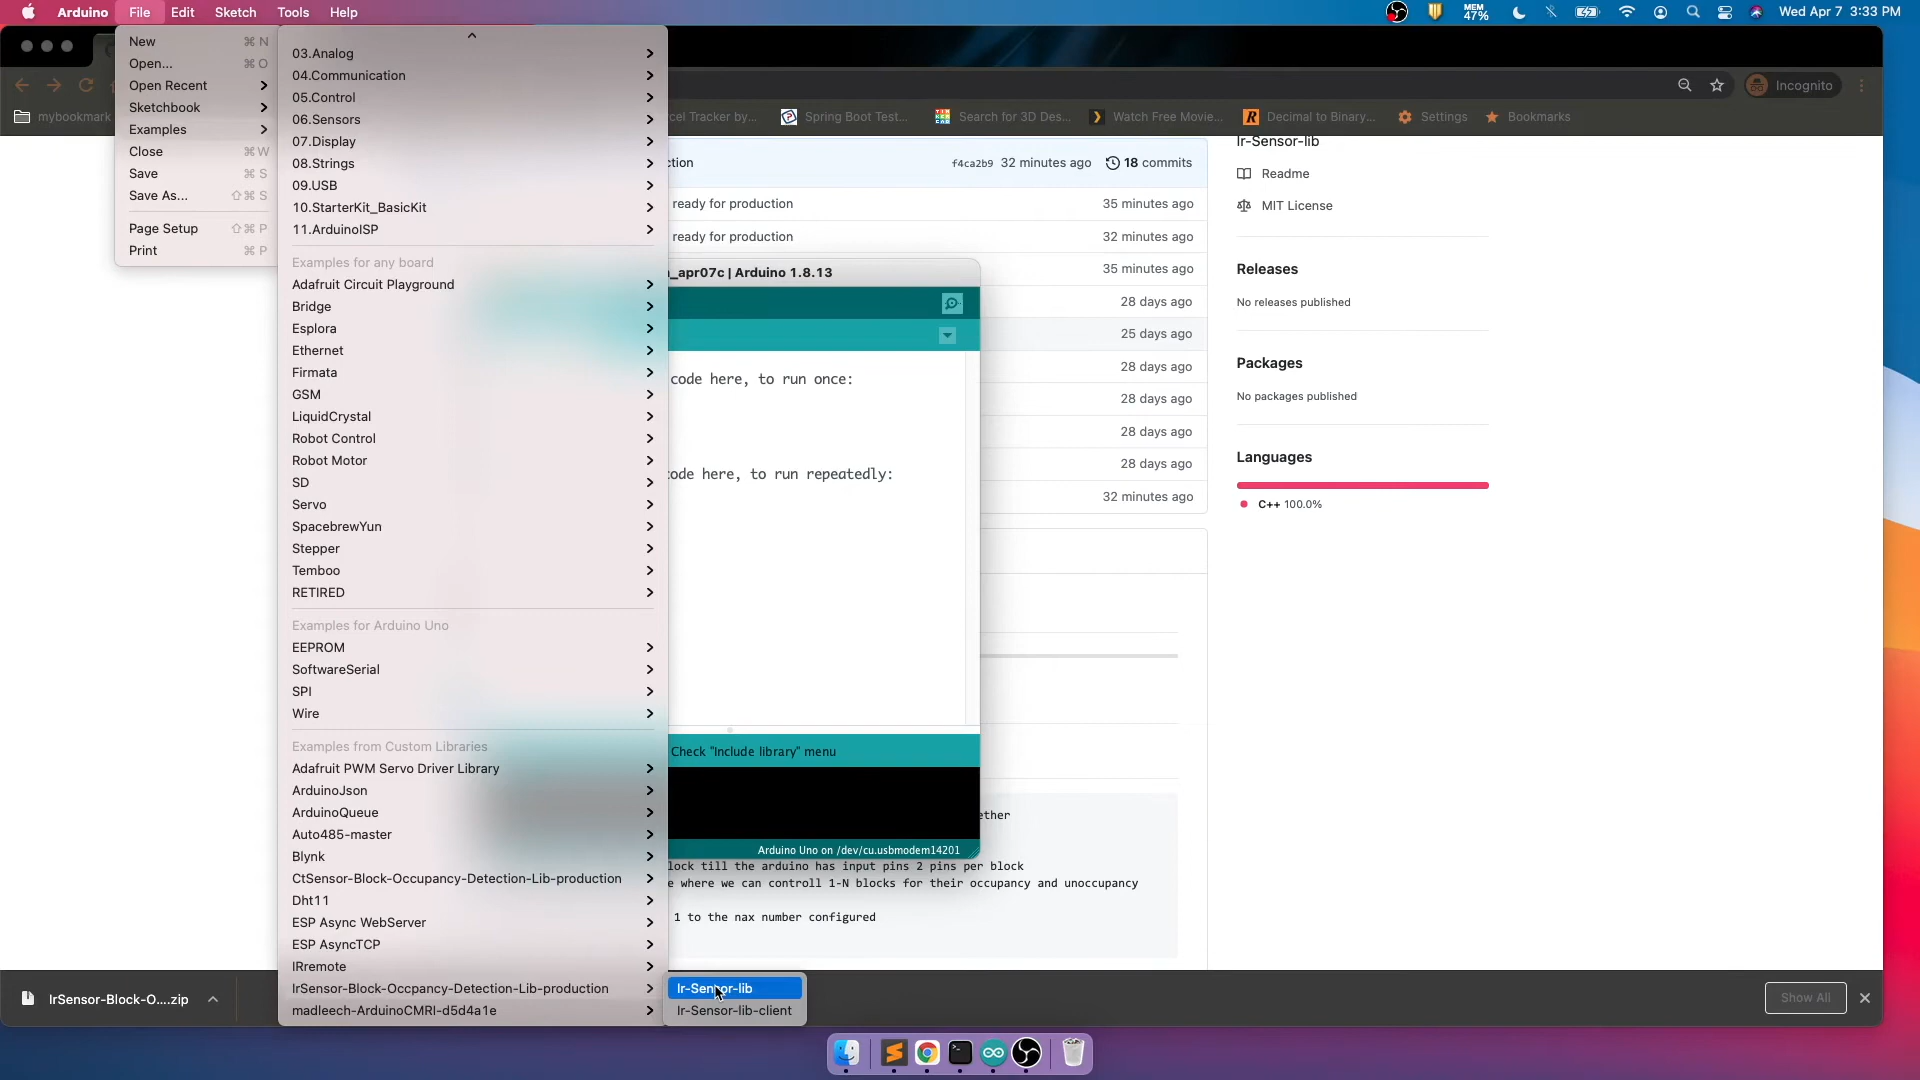 Arduino File Edit Sketch Tools Help
MEM 47% Wed Apr 7 3:33 PM
New ⌘ N
Open... ⌘ O
Open Recent
Sketchbook
Examples
Close ⌘ W
Save ⌘ S
Save As... ⇧⌘ S
Page Setup ⇧⌘ P
Print ⌘ P
03.Analog
04.Communication
05.Control
06.Sensors
07.Display
08.Strings
09.USB
10.StarterKit_BasicKit
11.ArduinoISP
Examples for any board
Adafruit Circuit Playground
Bridge
Esplora
Ethernet
Firmata
GSM
LiquidCrystal
Robot Control
Robot Motor
SD
Servo
SpacebrewYun
Stepper
Temboo
RETIRED
Examples for Arduino Uno
EEPROM
SoftwareSerial
SPI
Wire
Examples from Custom Libraries
Adafruit PWM Servo Driver Library
ArduinoJson
ArduinoQueue
Auto485-master
Blynk
CtSensor-Block-Occupancy-Detection-Lib-production
Dht11
ESP Async WebServer
ESP AsyncTCP
IRremote
IrSensor-Block-Occpancy-Detection-Lib-production
madleech-ArduinoCMRI-d5d4a1e
Ir-Sensor-lib
Ir-Sensor-lib-client
Incognito
mybookmark
cel Tracker by... Spring Boot Test... Search for 3D Des... Watch Free Movie... Decimal to Binary... Settings Bookmarks
ction f4ca2b9 32 minutes ago 18 commits
ready for production 35 minutes ago
ready for production 32 minutes ago
35 minutes ago
28 days ago
25 days ago
28 days ago
28 days ago
28 days ago
28 days ago
32 minutes ago
_apr07c | Arduino 1.8.13
code here, to run once:
code here, to run repeatedly:
Check "Include library" menu
Arduino Uno on /dev/cu.usbmodem14201
ether
lock till the arduino has input pins 2 pins per block
e where we can controll 1-N blocks for their occupancy and unoccupancy
1 to the nax number configured
Ir-Sensor-lib
Readme
MIT License
Releases
No releases published
Packages
No packages published
Languages
C++ 100.0%
IrSensor-Block-O....zip
Show All